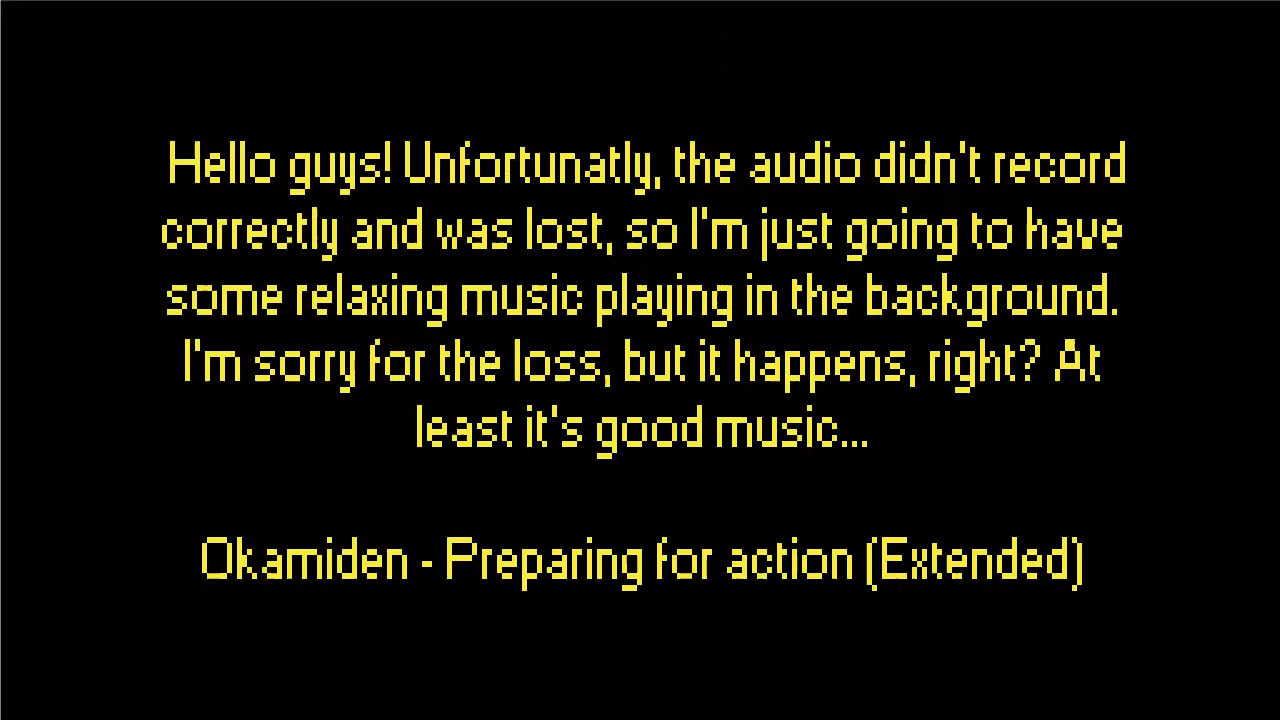 Hello guys! Unfortunatly, the audio didn't record
correctly and was lost, so I'm just going to have
some relaxing music playing in the background.
I'm sorry for the loss, but it happens, right? At
least it's good music...
Okamiden - Preparing for action (Extended)